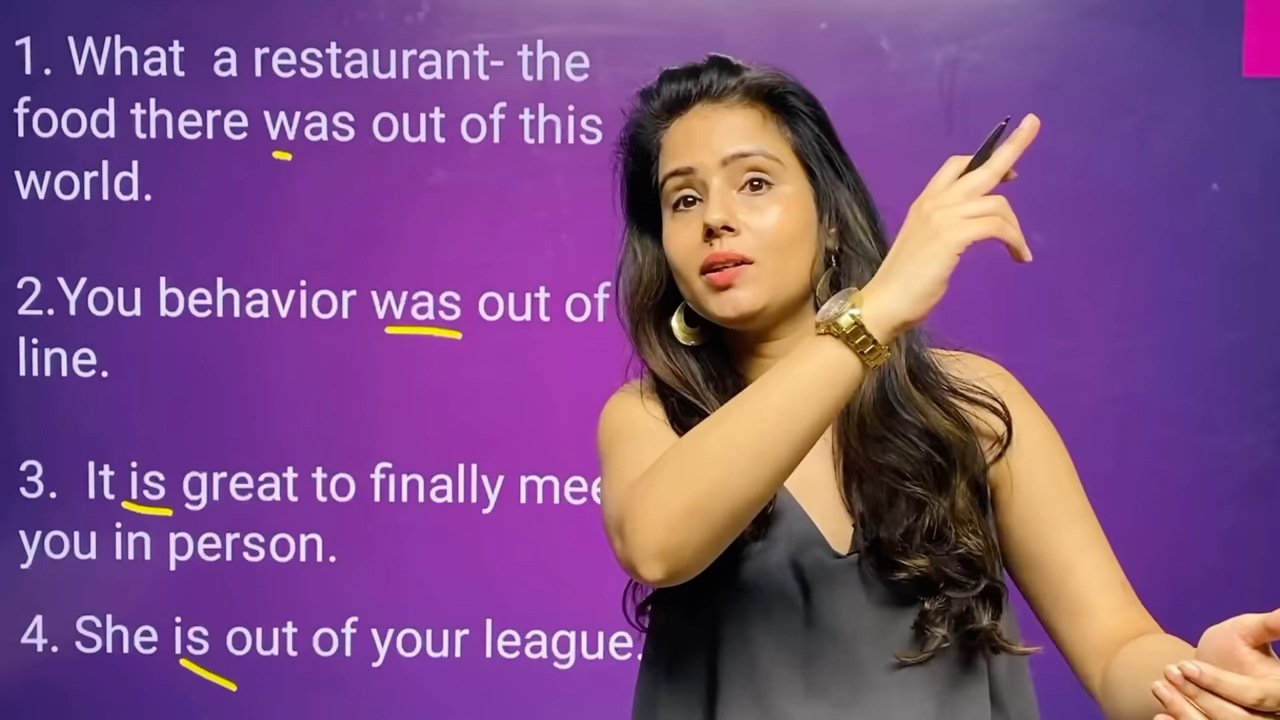 1. What a restaurant- the
food there was out of this
world.
2.You behavior was out of
line.
3. It is great to finally
you in person.
4. She is out of your league.